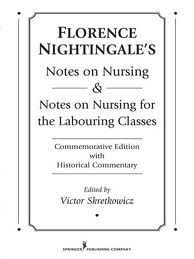 FLORENCE
NIGHTINGALE'S
Notes on Nursing
&
Notes on Nursing for
the Labouring Classes
Commemorative Edition
with
Historical Commentary
Edited by
Victor Skretkowicz
SPRINGER PUBLISHING COMPANY